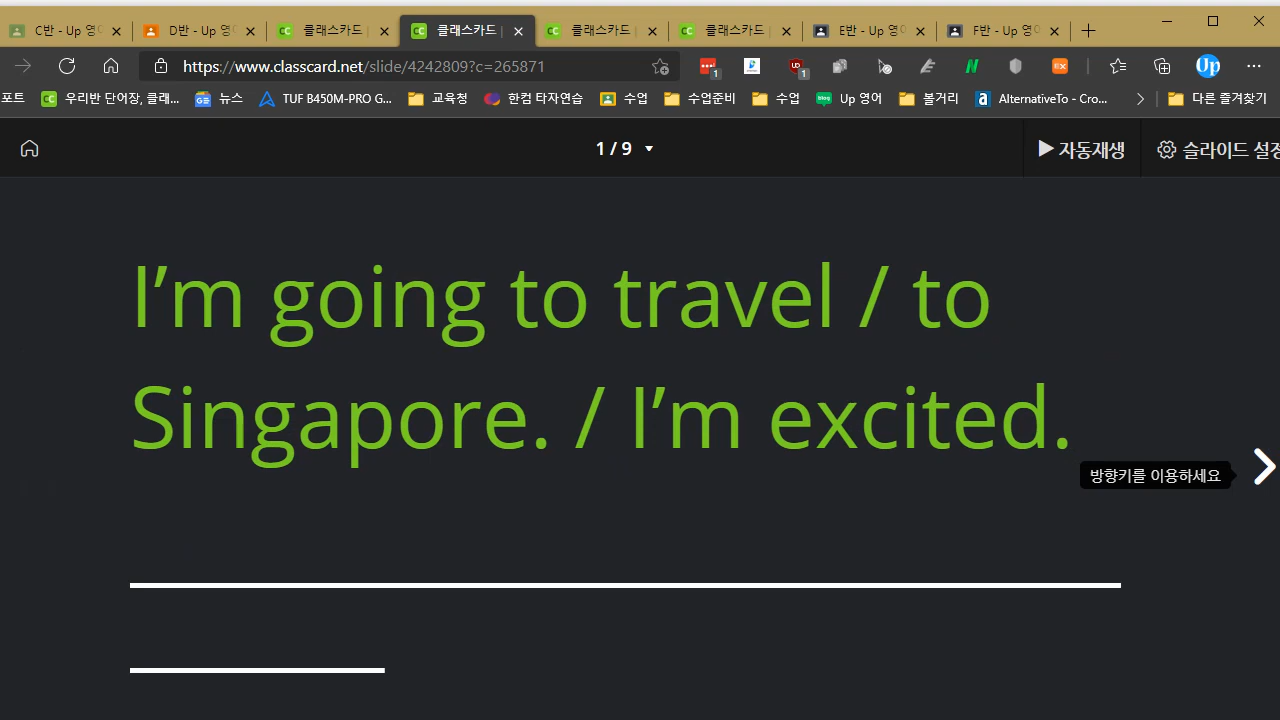 C반 - Up 영어
D반 - Up 영어
클래스카드 |
클래스카드 |
클래스카드 |
클래스카드 |
E반 - Up 영어
F반 - Up 영어
https://www.classcard.net/slide/4242809?c=265871
1
1
Up
포트
우리반 단어장, 클래...
뉴스
TUF B450M-PRO G...
교육청
한컴 타자연습
수업
수업준비
수업
Up 영어
볼거리
AlternativeTo - Cro...
다른 즐겨찾기
1 / 9
자동재생
슬라이드 설정
I’m going to travel / to
Singapore. / I’m excited.
방향키를 이용하세요